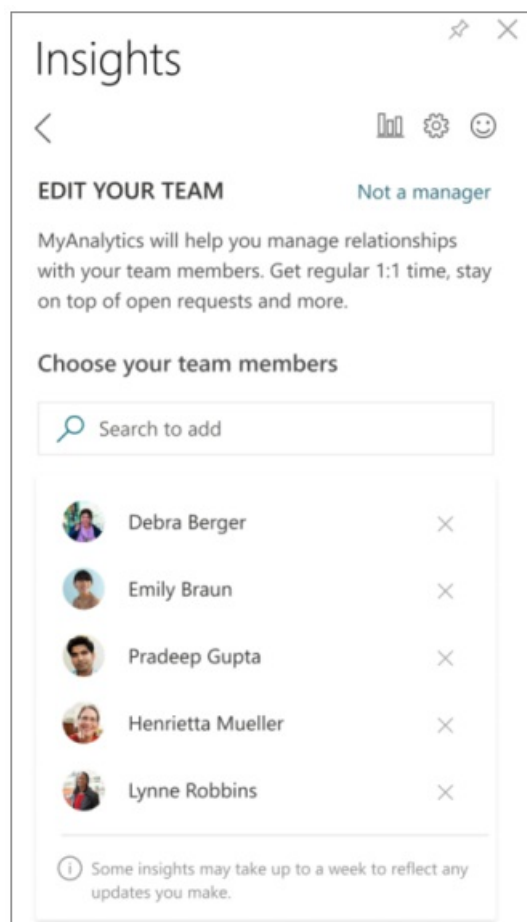 Insights
EDIT YOUR TEAM Not a manager
MyAnalytics will help you manage relationships
with your team members. Get regular 1:1 time, stay
on top of open requests and more.
Choose your team members
Search to add
Debra Berger
Emily Braun
Pradeep Gupta
Henrietta Mueller
Lynne Robbins
Some insights may take up to a week to reflect any
updates you make.